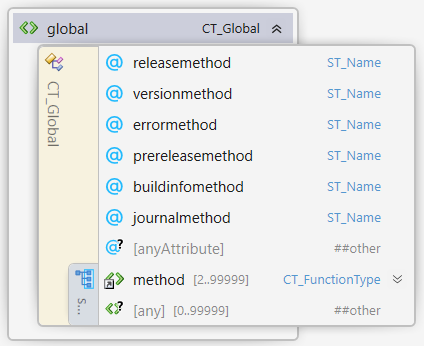 global CT_Global
CT_Global
releasemethod ST_Name
versionmethod ST_Name
errormethod ST_Name
prereleasemethod ST_Name
buildinfomethod ST_Name
journalmethod ST_Name
[anyAttribute] ##other
S...
method [2..99999] CT_FunctionType
[any] [0..99999] ##other